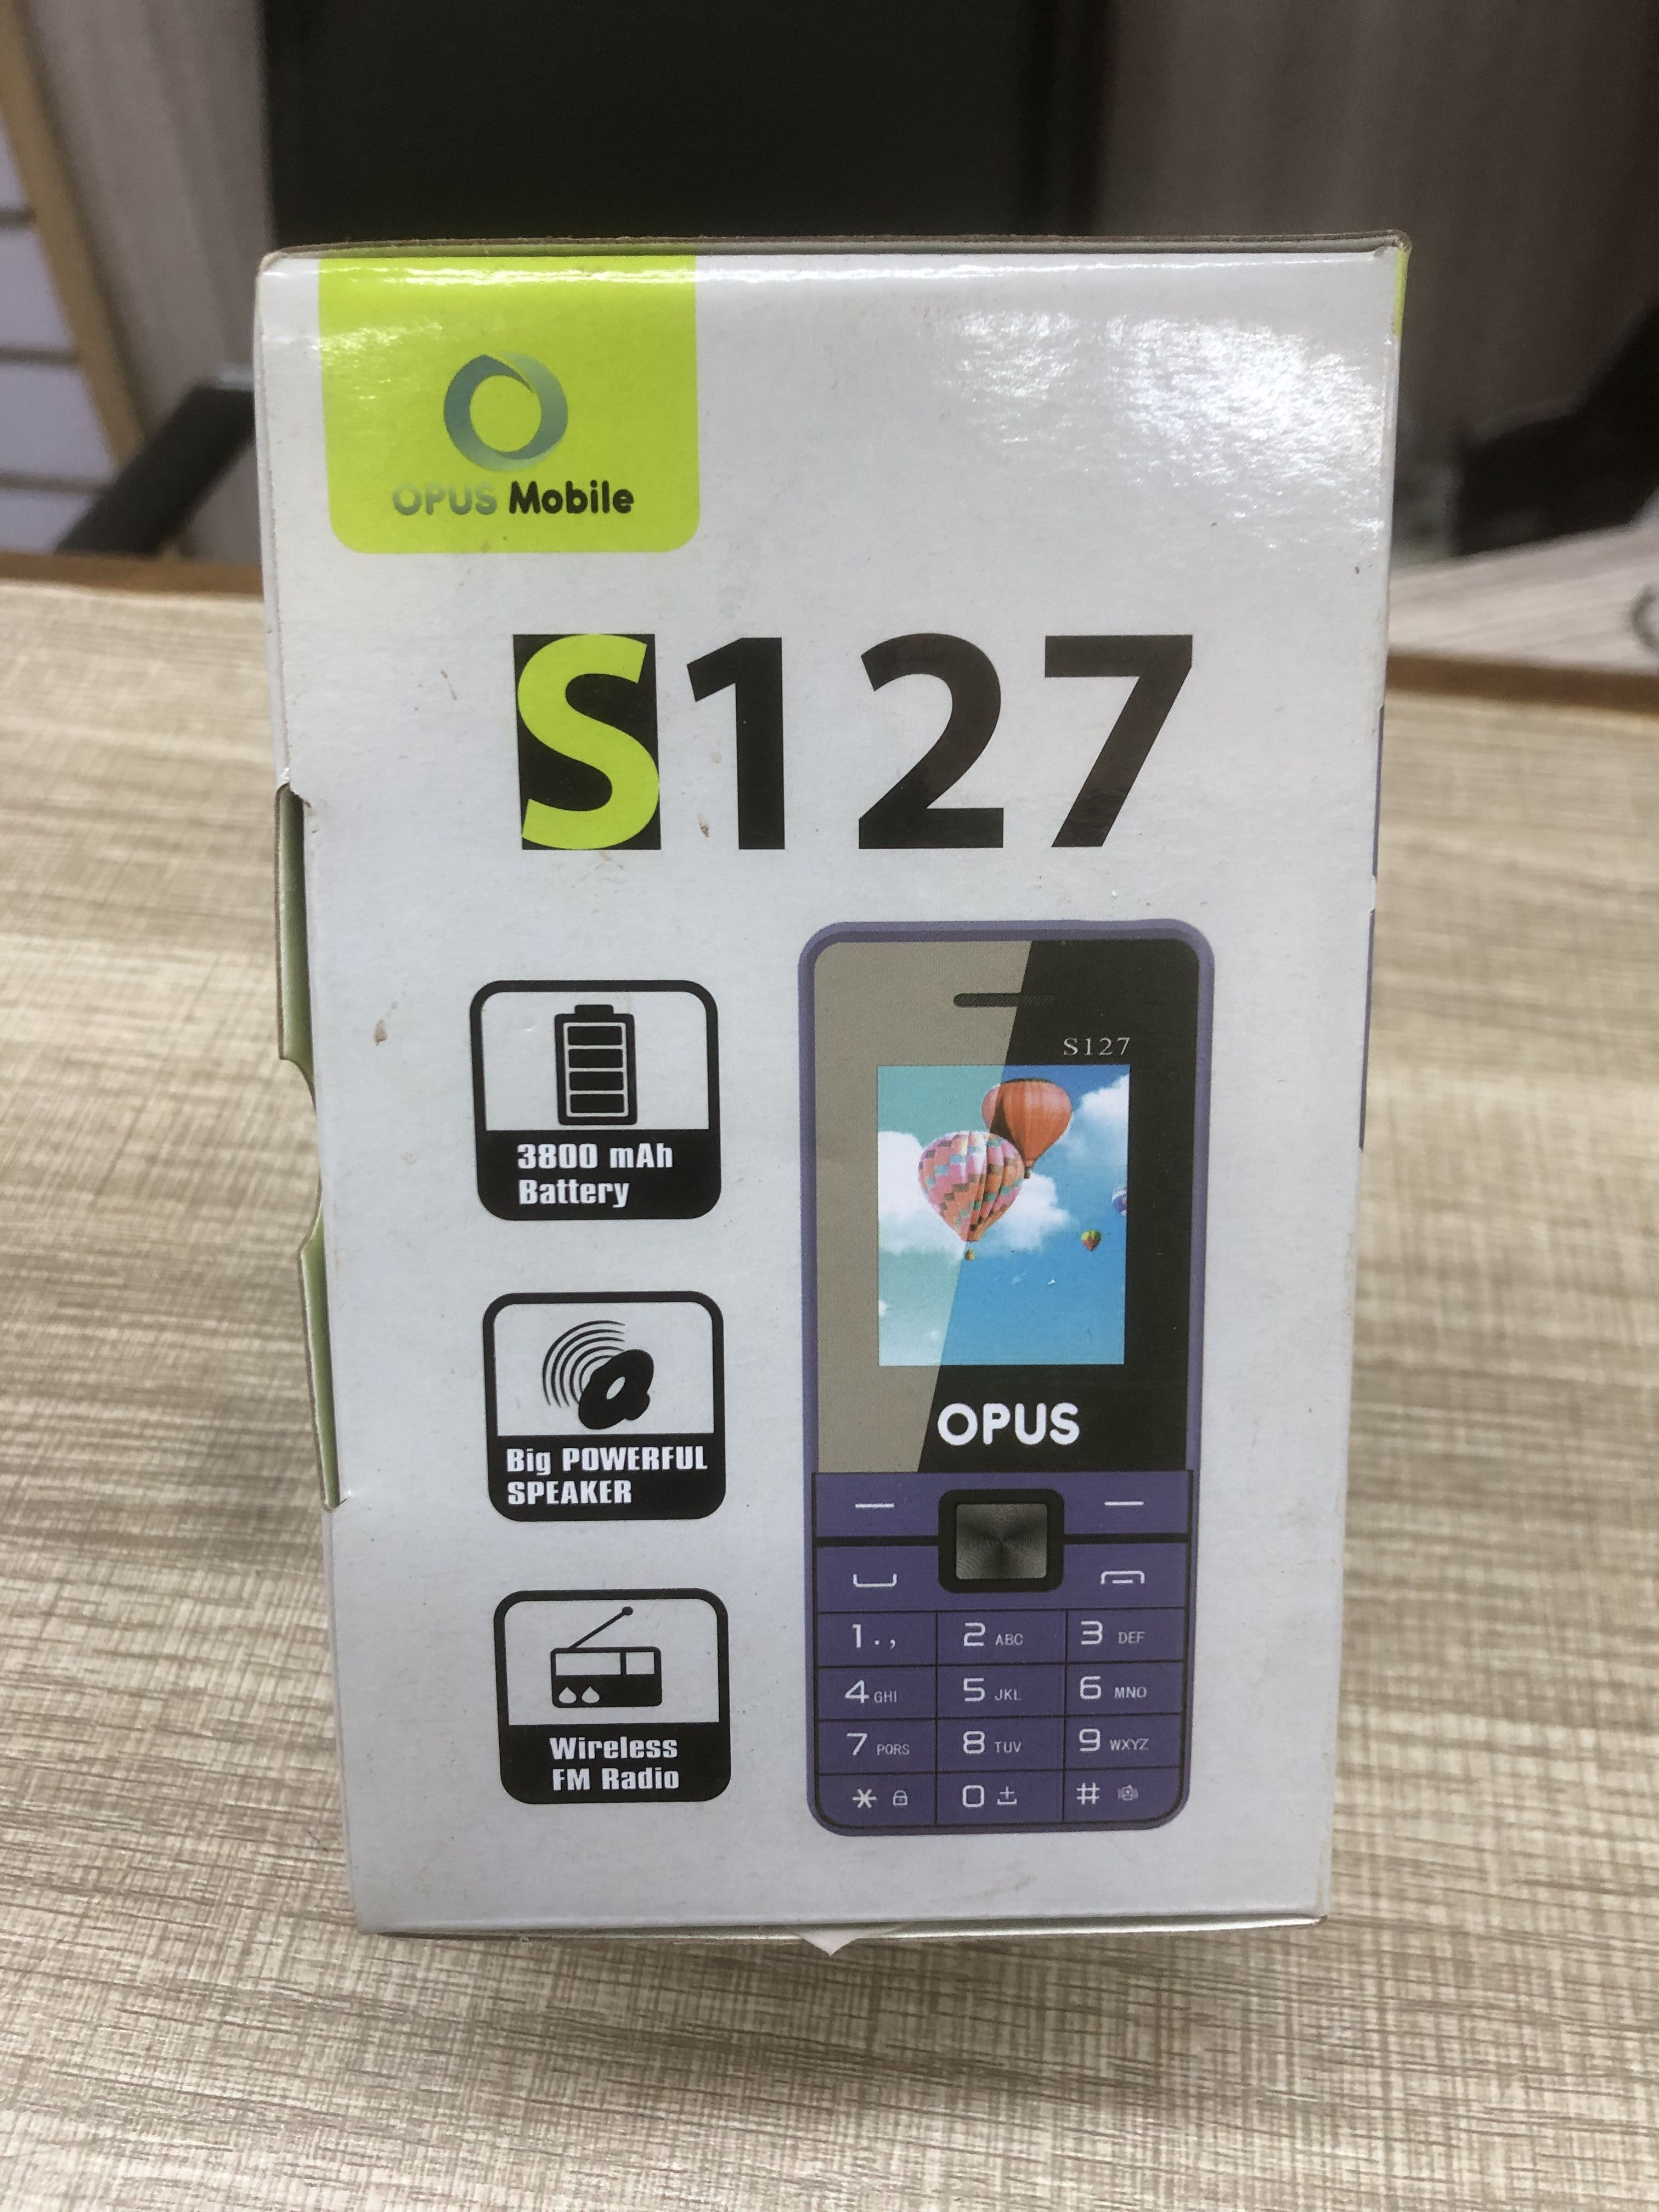 OPUS Mobile
S127
3800 mAh
Battery
Big POWERFUL
SPEAKER
Wireless
FM Radio
S127
OPUS
1.,
2 ABC
3 DEF
4 GHI
5 JKL
6 MNO
7 PQRS
8 TUV
9 WXYZ
*
0
#